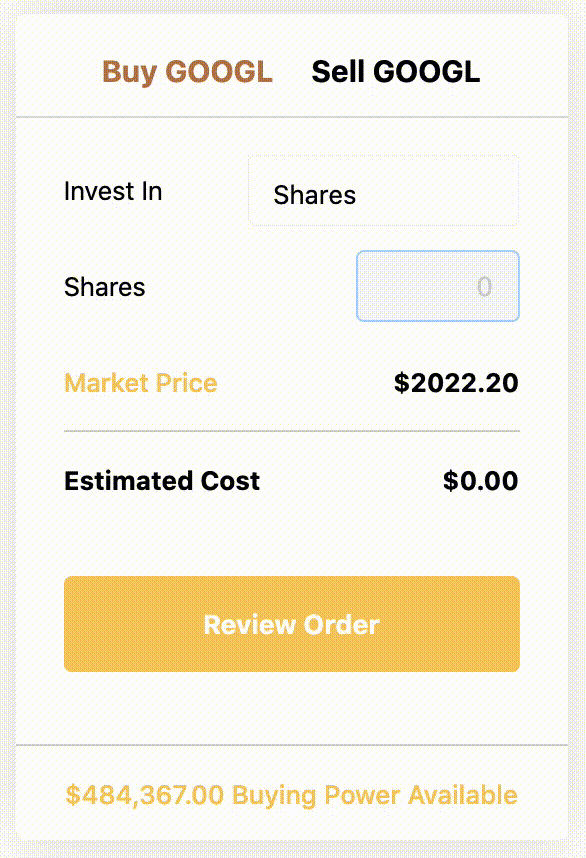 Buy GOOGL Sell GOOGL
Invest In Shares
Shares 0
Market Price $2022.20
Estimated Cost $0.00
Review Order
$484,367.00 Buying Power Available